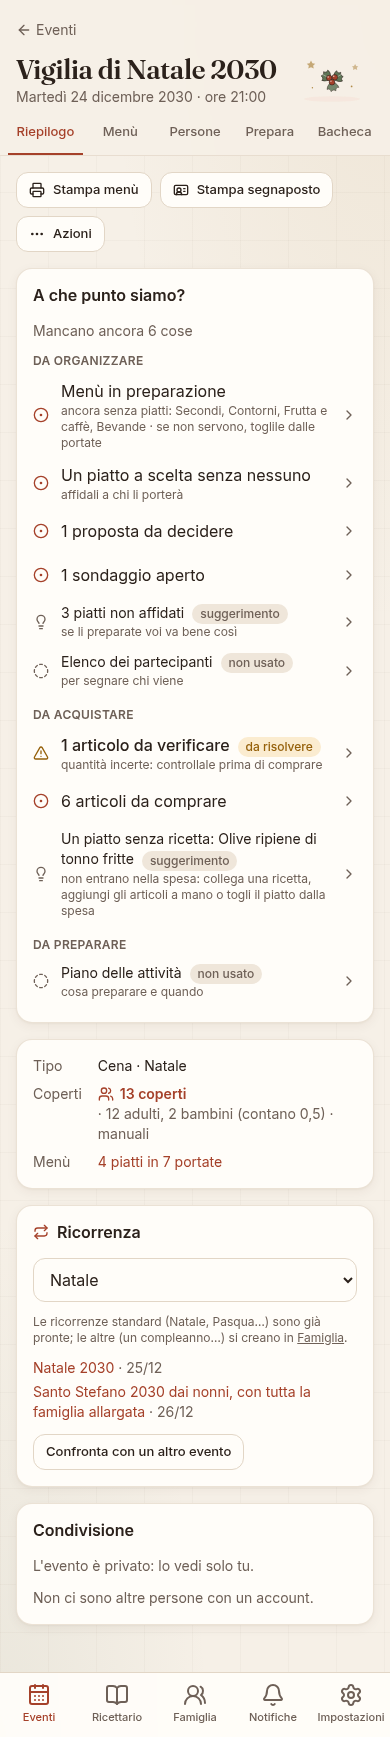 Eventi
Vigilia di Natale 2030
Martedì 24 dicembre 2030 · ore 21:00
Riepilogo Menù Persone Prepara Bacheca
Stampa menù Stampa segnaposto
Azioni
A che punto siamo?
Mancano ancora 6 cose
DA ORGANIZZARE
Menù in preparazione
ancora senza piatti: Secondi, Contorni, Frutta e
caffè, Bevande · se non servono, toglile dalle
portate
Un piatto a scelta senza nessuno
affidali a chi li porterà
1 proposta da decidere
1 sondaggio aperto
3 piatti non affidati suggerimento
se li preparate voi va bene così
Elenco dei partecipanti non usato
per segnare chi viene
DA ACQUISTARE
1 articolo da verificare da risolvere
quantità incerte: controllale prima di comprare
6 articoli da comprare
Un piatto senza ricetta: Olive ripiene di
tonno fritte suggerimento
non entrano nella spesa: collega una ricetta,
aggiungi gli articoli a mano o togli il piatto dalla
spesa
DA PREPARARE
Piano delle attività non usato
cosa preparare e quando
Tipo Cena · Natale
Coperti 13 coperti
· 12 adulti, 2 bambini (contano 0,5) ·
manuali
Menù 4 piatti in 7 portate
Ricorrenza
Natale
Le ricorrenze standard (Natale, Pasqua...) sono già
pronte; le altre (un compleanno...) si creano in Famiglia.
Natale 2030 · 25/12
Santo Stefano 2030 dai nonni, con tutta la
famiglia allargata · 26/12
Confronta con un altro evento
Condivisione
L'evento è privato: lo vedi solo tu.
Non ci sono altre persone con un account.
Eventi Ricettario Famiglia Notifiche Impostazioni